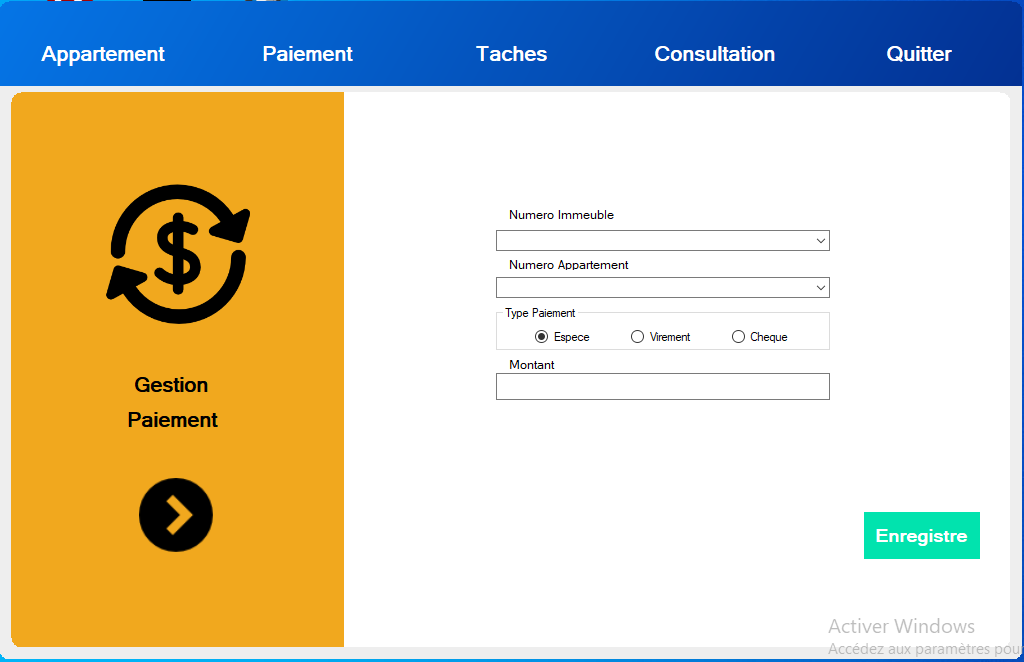 Appartement Paiement Taches Consultation Quitter
Gestion
Paiement
Numero Immeuble
Numero Appartement
Type Paiement
Espece Virement Cheque
Montant
Enregistre
Activer Windows
Accédez aux paramètres pour